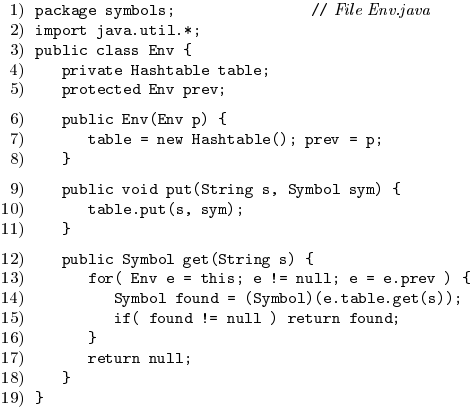 1) package symbols; // File Env.java
2) import java.util.*;
3) public class Env {
4) private Hashtable table;
5) protected Env prev;
6) public Env(Env p) {
7) table = new Hashtable(); prev = p;
8) }
9) public void put(String s, Symbol sym) {
10) table.put(s, sym);
11) }
12) public Symbol get(String s) {
13) for( Env e = this; e != null; e = e.prev ) {
14) Symbol found = (Symbol)(e.table.get(s));
15) if( found != null ) return found;
16) }
17) return null;
18) }
19) }